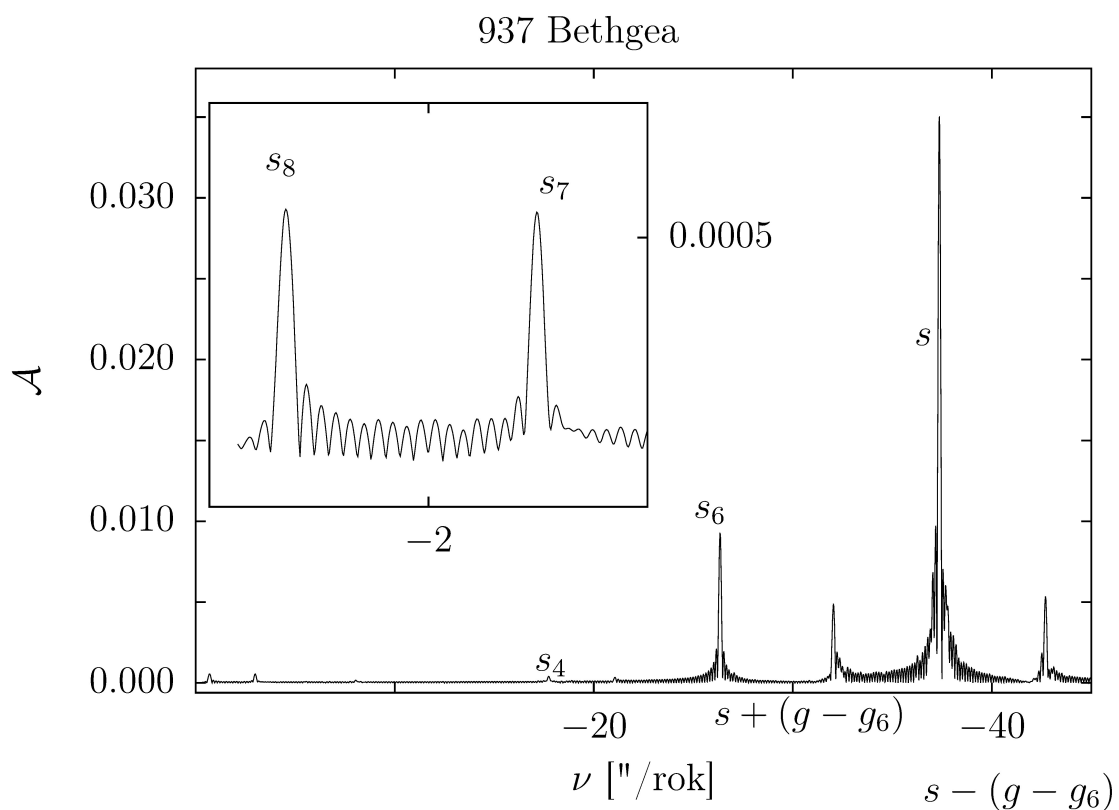 937 Bethgea
s₈
s₇
0.030
0.0005
s
0.020
𝒜
−2
s₆
0.010
s₄
0.000
−20
s + (g − g₆)
−40
ν ["/rok]
s − (g − g₆)